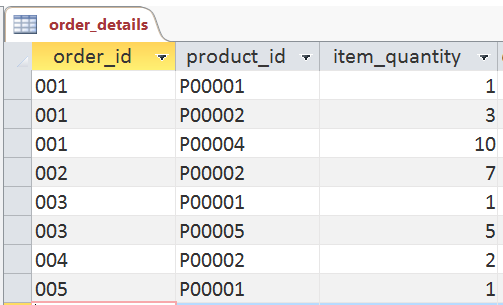 order_details
order_id product_id item_quantity
001 P00001 1
001 P00002 3
001 P00004 10
002 P00002 7
003 P00001 1
003 P00005 5
004 P00002 2
005 P00001 1